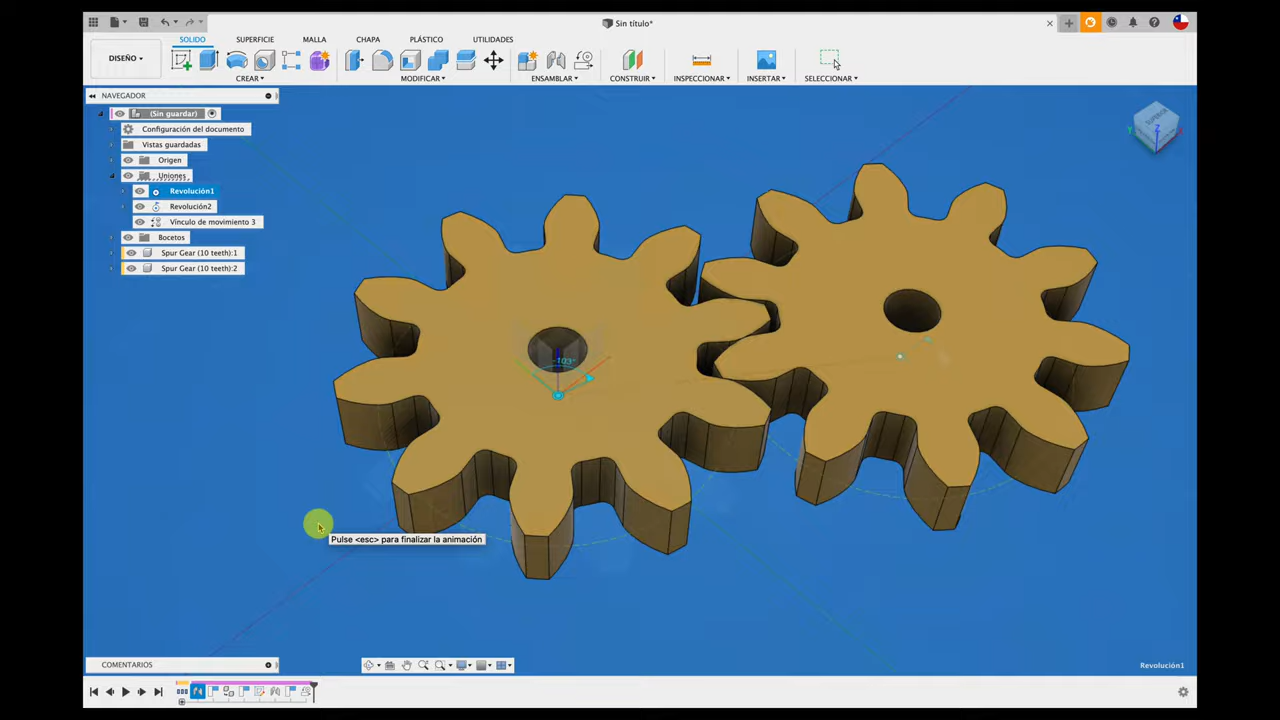 Sin título*
DISEÑO
SOLIDO
SUPERFICIE
MALLA
CHAPA
PLÁSTICO
UTILIDADES
CREAR
MODIFICAR
ENSAMBLAR
CONSTRUIR
INSPECCIONAR
INSERTAR
SELECCIONAR
NAVEGADOR
(Sin guardar)
Configuración del documento
Vistas guardadas
Origen
Uniones
Revolución1
Revolución2
Vínculo de movimiento 3
Bocetos
Spur Gear (10 teeth):1
Spur Gear (10 teeth):2
SUPERIOR
Z
-103°
Pulse <esc> para finalizar la animación
COMENTARIOS
Revolución1